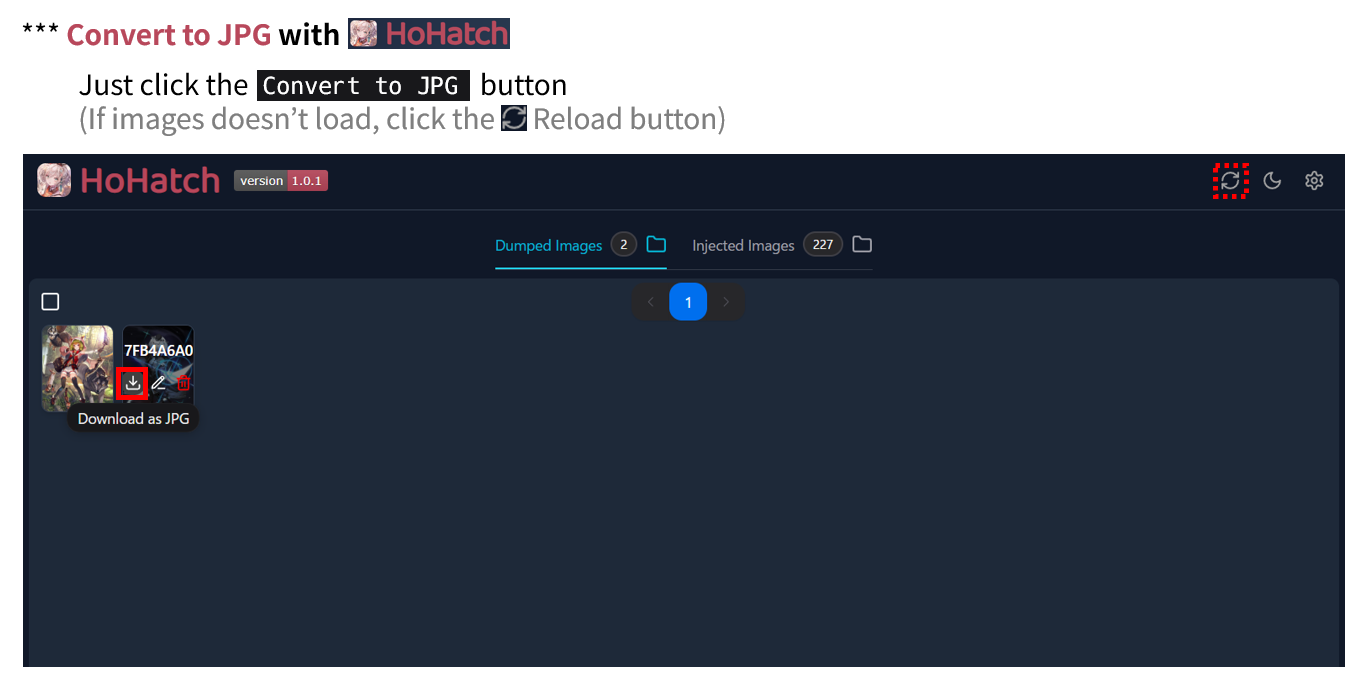 *** Convert to JPG with HoHatch
Just click the Convert to JPG button
(If images doesn't load, click the Reload button)
HoHatch version 1.0.1
Dumped Images 2 Injected Images 227
1
7FB4A6A0
Download as JPG